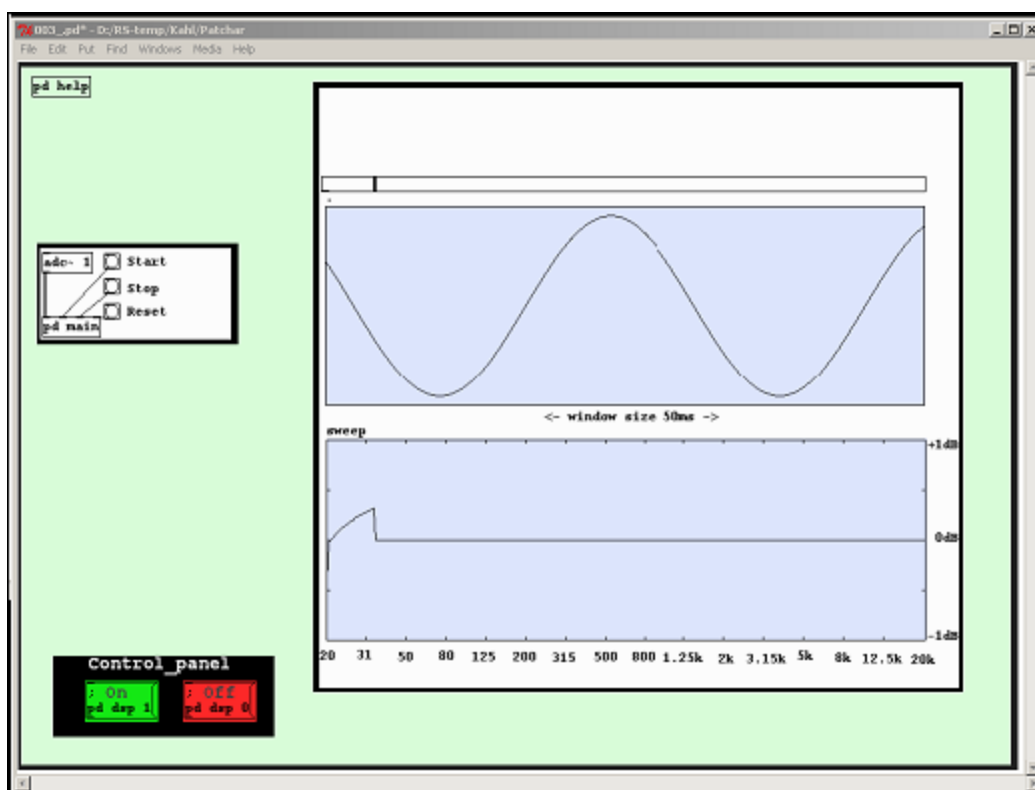 003_.pd* - D:/RS-temp/Kahl/Patchar
File Edit Put Find Windows Media Help
pd help
adc~ 1
Start
Stop
Reset
pd main
<- window size 50ms ->
sweep
+1dB
0dB
-1dB
20 31 50 80 125 200 315 500 800 1.25k 2k 3.15k 5k 8k 12.5k 20k
Control_panel
; On
pd dsp 1
; Off
pd dsp 0